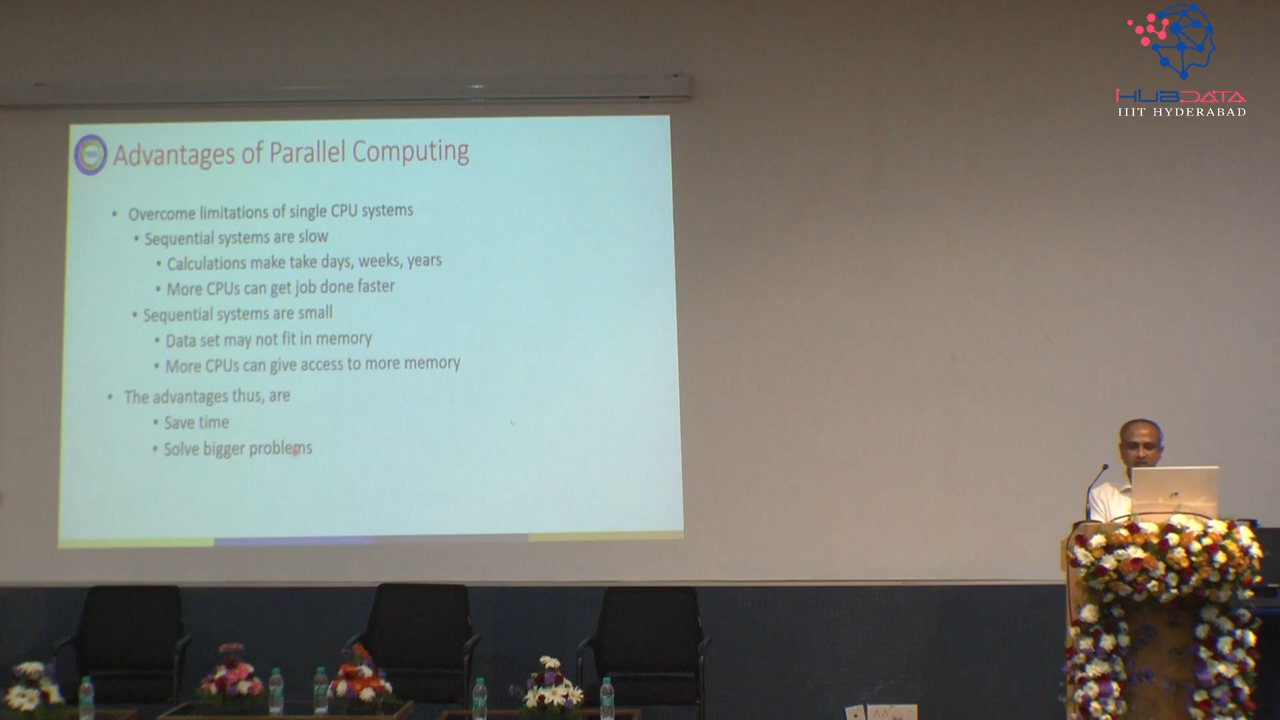 iHUBDATA
IIIT HYDERABAD
Advantages of Parallel Computing
• Overcome limitations of single CPU systems
• Sequential systems are slow
• Calculations make take days, weeks, years
• More CPUs can get job done faster
• Sequential systems are small
• Data set may not fit in memory
• More CPUs can give access to more memory
• The advantages thus, are
• Save time
• Solve bigger problems